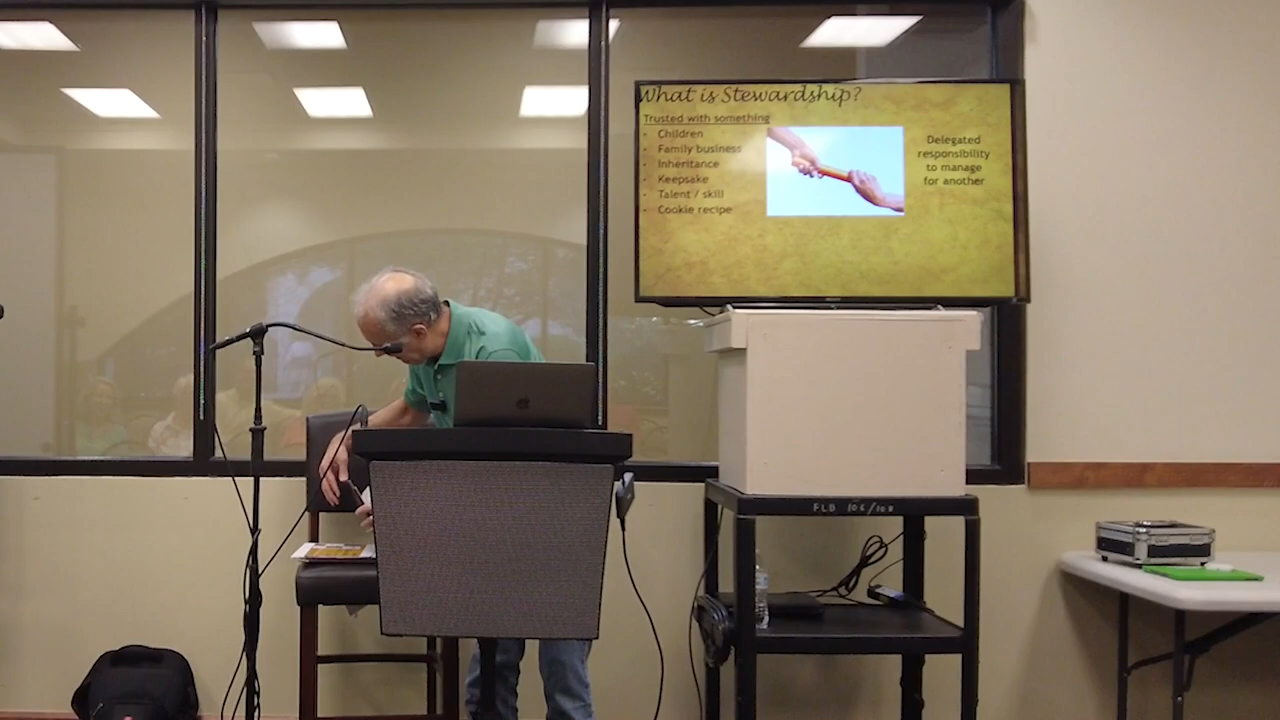 What is Stewardship?
Trusted with something
- Children
- Family business
- Inheritance
- Keepsake
- Talent / skill
- Cookie recipe
Delegated
responsibility
to manage
for another
FLB 106/108